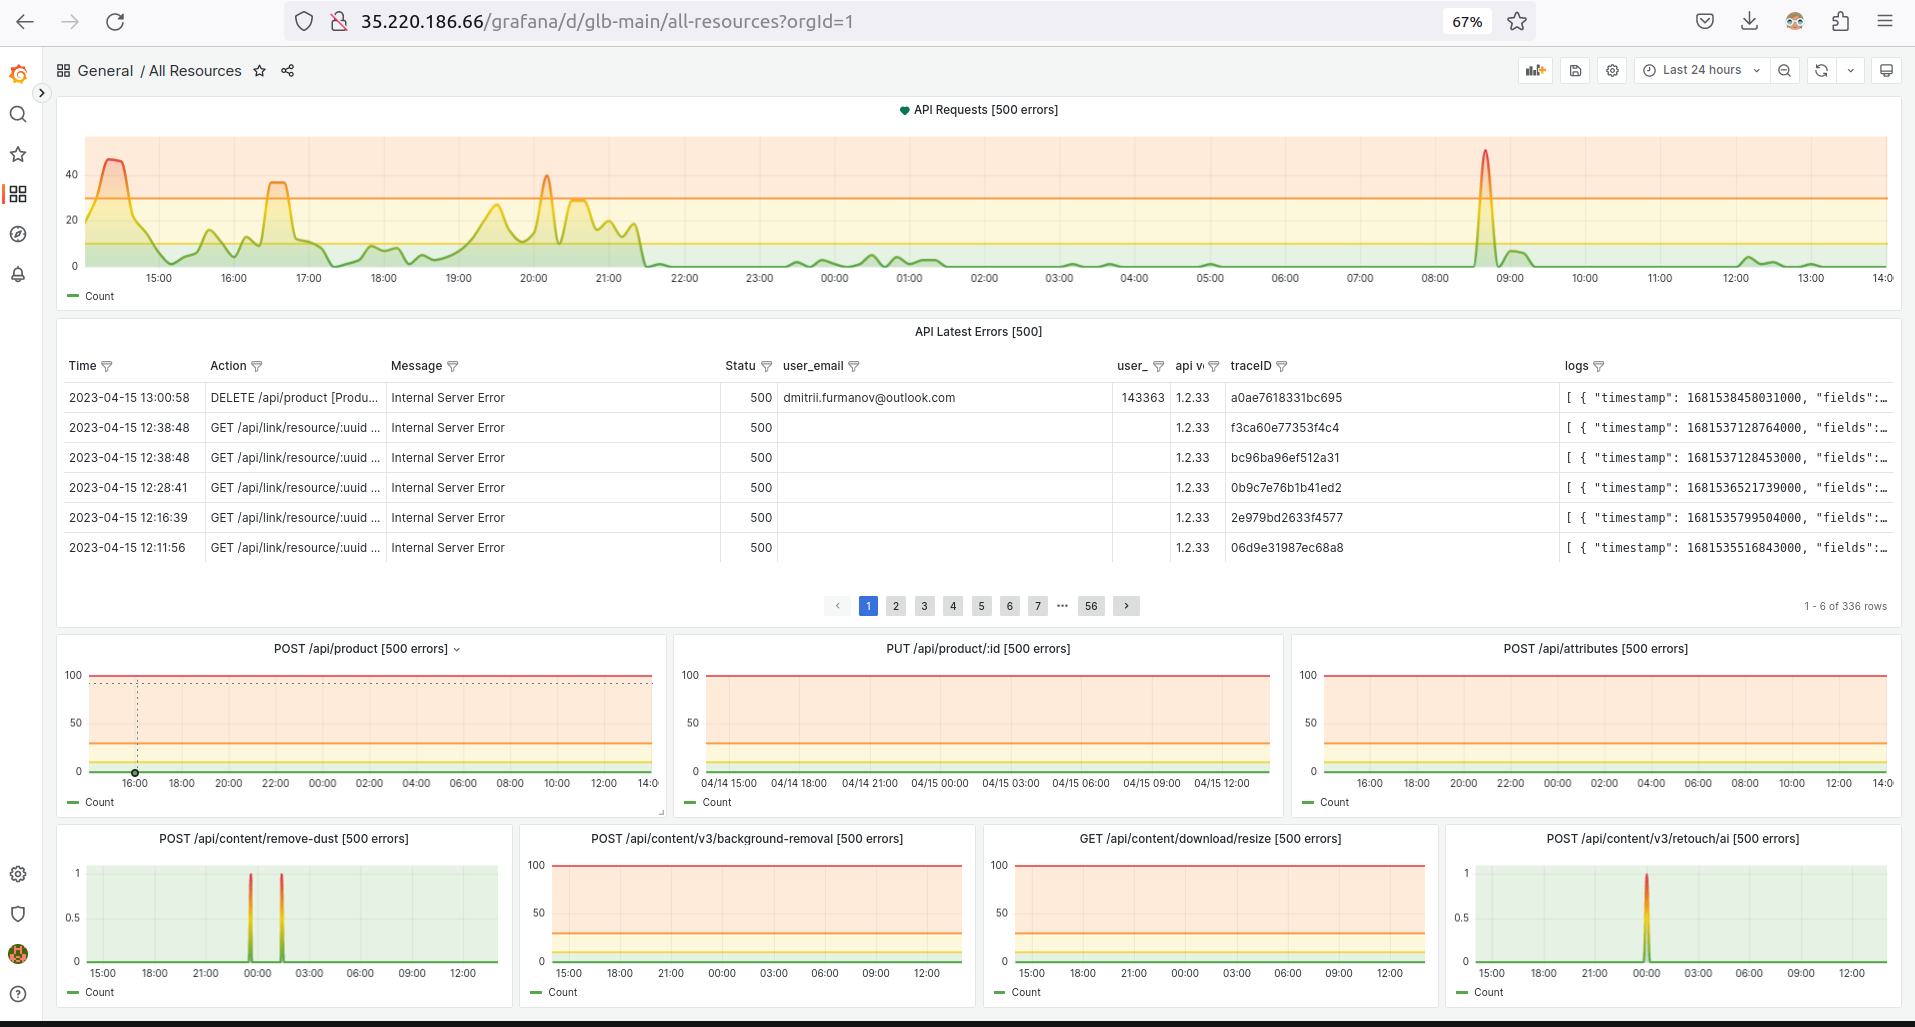 35.220.186.66/grafana/d/glb-main/all-resources?orgId=1
67%
General / All Resources
Last 24 hours
API Requests [500 errors]
40
20
0
15:00 16:00 17:00 18:00 19:00 20:00 21:00 22:00 23:00 00:00 01:00 02:00 03:00 04:00 05:00 06:00 07:00 08:00 09:00 10:00 11:00 12:00 13:00 14:0
Count
API Latest Errors [500]
Time Action Message Statu user_email user_ api v traceID logs
2023-04-15 13:00:58 DELETE /api/product [Produ... Internal Server Error 500 dmitrii.furmanov@outlook.com 143363 1.2.33 a0ae7618331bc695 [ { "timestamp": 1681538458031000, "fields":…
2023-04-15 12:38:48 GET /api/link/resource/:uuid ... Internal Server Error 500 1.2.33 f3ca60e77353f4c4 [ { "timestamp": 1681537128764000, "fields":…
2023-04-15 12:38:48 GET /api/link/resource/:uuid ... Internal Server Error 500 1.2.33 bc96ba96ef512a31 [ { "timestamp": 1681537128453000, "fields":…
2023-04-15 12:28:41 GET /api/link/resource/:uuid ... Internal Server Error 500 1.2.33 0b9c7e76b1b41ed2 [ { "timestamp": 1681536521739000, "fields":…
2023-04-15 12:16:39 GET /api/link/resource/:uuid ... Internal Server Error 500 1.2.33 2e979bd2633f4577 [ { "timestamp": 1681535799504000, "fields":…
2023-04-15 12:11:56 GET /api/link/resource/:uuid ... Internal Server Error 500 1.2.33 06d9e31987ec68a8 [ { "timestamp": 1681535516843000, "fields":…
1 2 3 4 5 6 7 ••• 56
1 - 6 of 336 rows
POST /api/product [500 errors]
100
50
0
16:00 18:00 20:00 22:00 00:00 02:00 04:00 06:00 08:00 10:00 12:00 14:0
Count
PUT /api/product/:id [500 errors]
100
50
0
04/14 15:00 04/14 18:00 04/14 21:00 04/15 00:00 04/15 03:00 04/15 06:00 04/15 09:00 04/15 12:00
Count
POST /api/attributes [500 errors]
100
50
0
16:00 18:00 20:00 22:00 00:00 02:00 04:00 06:00 08:00 10:00 12:00 14:0
Count
POST /api/content/remove-dust [500 errors]
1
0.5
0
15:00 18:00 21:00 00:00 03:00 06:00 09:00 12:00
Count
POST /api/content/v3/background-removal [500 errors]
100
50
0
15:00 18:00 21:00 00:00 03:00 06:00 09:00 12:00
Count
GET /api/content/download/resize [500 errors]
100
50
0
15:00 18:00 21:00 00:00 03:00 06:00 09:00 12:00
Count
POST /api/content/v3/retouch/ai [500 errors]
1
0.5
0
15:00 18:00 21:00 00:00 03:00 06:00 09:00 12:00
Count